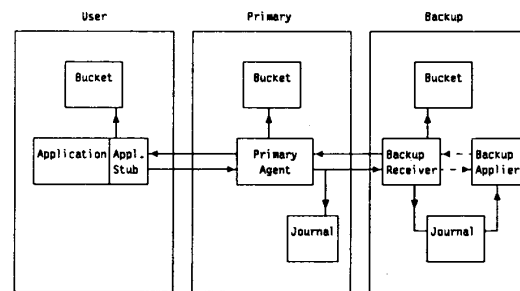 User Primary Backup
Bucket Bucket Bucket
Application Appl. Stub
Primary Agent
Backup Receiver
Backup Applier
Journal Journal